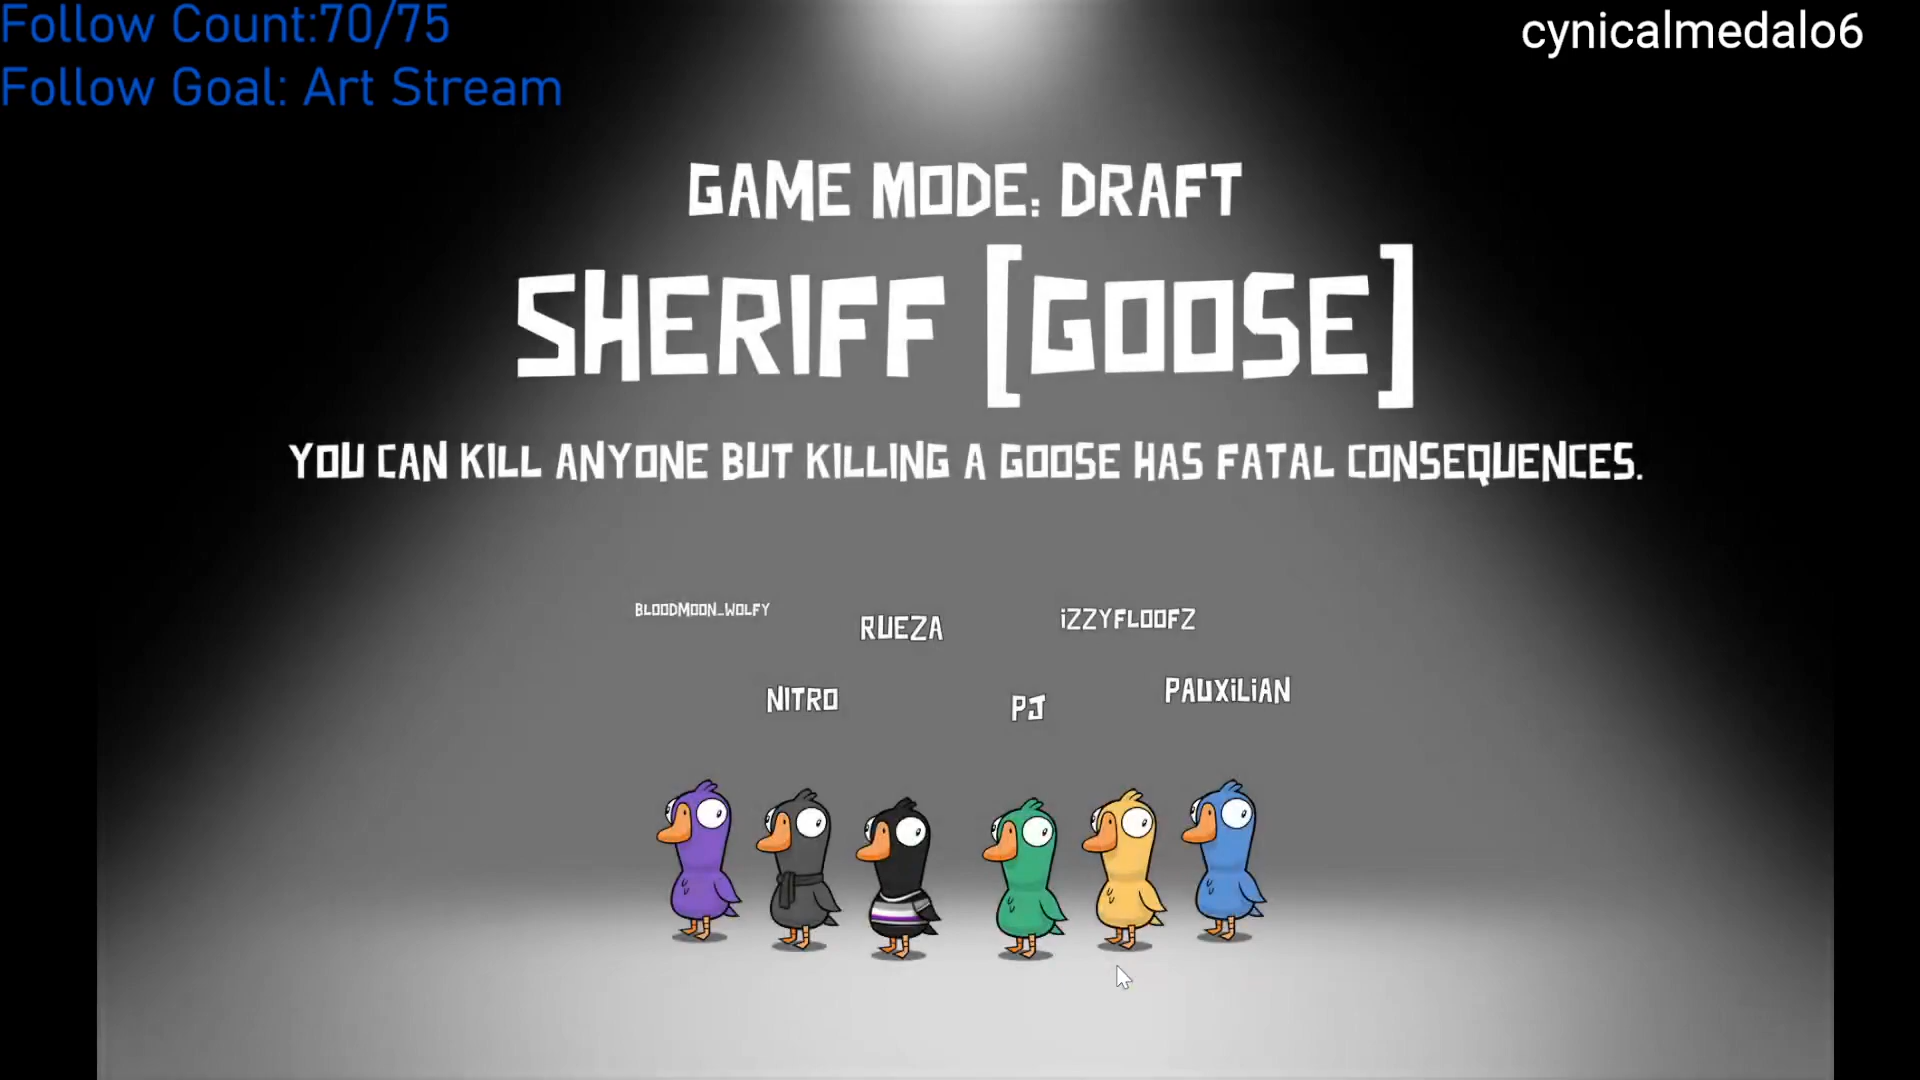 Follow Count:70/75
Follow Goal: Art Stream
cynicalmedalo6
GAME MODE: DRAFT
SHERIFF [GOOSE]
YOU CAN KILL ANYONE BUT KILLING A GOOSE HAS FATAL CONSEQUENCES.
BLOODMOON_WOLFY
RUEZA
iZZYFLOOFZ
NITRO
PJ
PAUXiLiAN